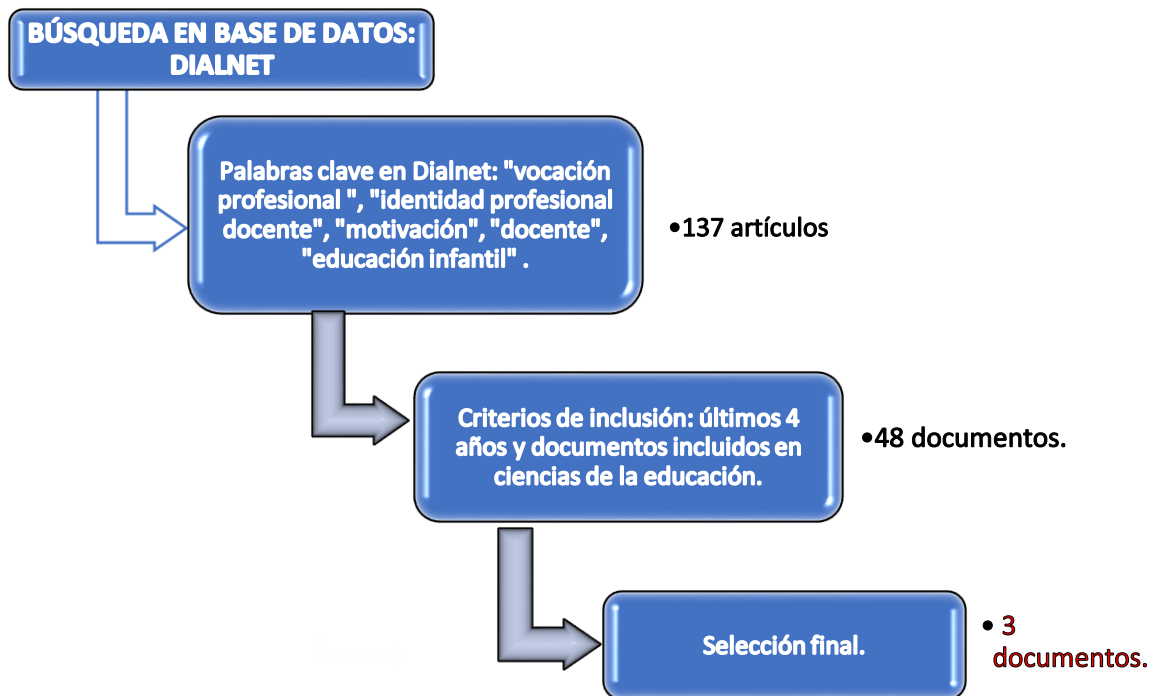 BÚSQUEDA EN BASE DE DATOS:
DIALNET
Palabras clave en Dialnet: "vocación
profesional ", "identidad profesional
docente", "motivación", "docente",
"educación infantil" .
•137 artículos
Criterios de inclusión: últimos 4
años y documentos incluidos en
ciencias de la educación.
•48 documentos.
Selección final.
• 3
documentos.